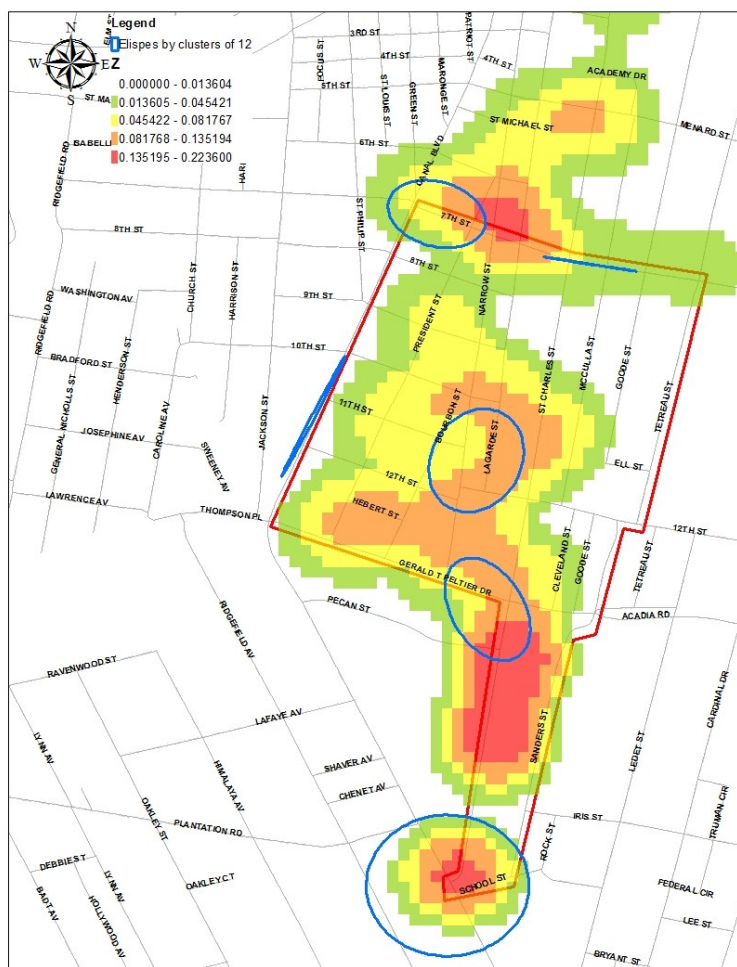 Legend
Elispes by clusters of 12
Z
0.000000 - 0.013604
0.013605 - 0.045421
0.045422 - 0.081767
0.081768 - 0.135194
0.135195 - 0.223600
N
W
E
S
ELM ST
3RD ST
4TH ST
5TH ST
FOCUS ST
ST LOUIS ST
GREEN ST
MARONGE ST
PATRIOT ST
4TH ST
ACADEMY DR
MENARD ST
ST MICHAEL ST
ST MA
ISABELL
RIDGEFIELD RD
HARI
6TH ST
CANAL BLVD
7TH ST
ST PHILIP ST
8TH ST
8TH ST
CHURCH ST
HARRISON ST
NARROW ST
9TH ST
WASHINGTON AV
RIDGEFIELD RD
PRESIDENT ST
10TH ST
BRADFORD ST
HENDERSON ST
ST CHARLES ST
MCCULLA ST
GOODE ST
TETREAU ST
GENERAL NICHOLLS ST
CAROLINE AV
JACKSON ST
11TH ST
BOURBON ST
LAGARDE ST
JOSEPHINE AV
SWEENEY AV
ELL ST
12TH ST
LAWRENCE AV
THOMPSON PL
HEBERT ST
12TH ST
CLEVELAND ST
GOODE ST
TETREAU ST
GERALD T PELTIER DR
PECAN ST
ACADIA RD
RIDGEFIELD AV
RAVENWOOD ST
CARDINAL DR
LAFAYE AV
SANDERS ST
LEDET ST
LYNN AV
HIMALAYA AV
SHAVER AV
CHENET AV
OAKLEY ST
PLANTATION RD
IRIS ST
TRUMAN CIR
ROCK ST
DEBBIE ST
LYNN AV
OAKLEY CT
SCHOOL ST
FEDERAL CIR
BADT AV
HOLLYWOOD AV
LEE ST
BRYANT ST